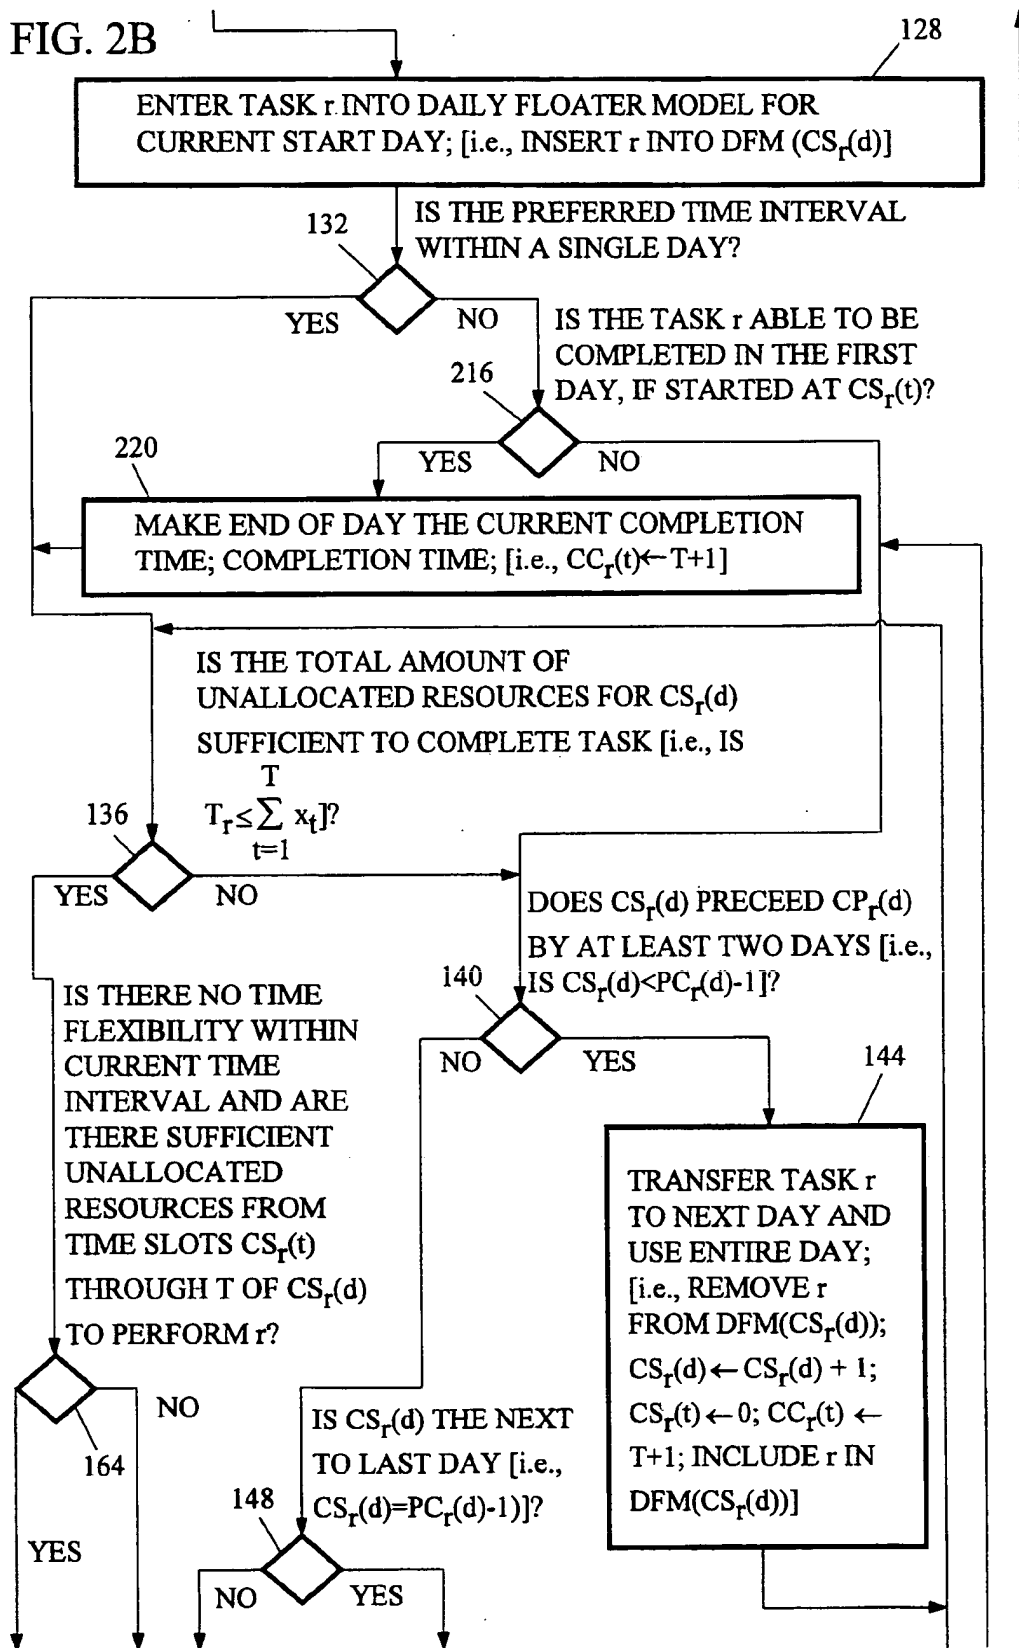 FIG. 2B
128
ENTER TASK r INTO DAILY FLOATER MODEL FOR
CURRENT START DAY; [i.e., INSERT r INTO DFM (CSr(d)]
IS THE PREFERRED TIME INTERVAL
WITHIN A SINGLE DAY?
132
YES
NO
IS THE TASK r ABLE TO BE
COMPLETED IN THE FIRST
DAY, IF STARTED AT CSr(t)?
216
YES
NO
220
MAKE END OF DAY THE CURRENT COMPLETION
TIME; COMPLETION TIME; [i.e., CCr(t)←T+1]
IS THE TOTAL AMOUNT OF
UNALLOCATED RESOURCES FOR CSr(d)
SUFFICIENT TO COMPLETE TASK [i.e., IS
T
Tr≤∑ xt]?
t=1
136
YES
NO
DOES CSr(d) PRECEED CPr(d)
BY AT LEAST TWO DAYS [i.e.,
IS CSr(d)<PCr(d)-1]?
140
NO
YES
IS THERE NO TIME
FLEXIBILITY WITHIN
CURRENT TIME
INTERVAL AND ARE
THERE SUFFICIENT
UNALLOCATED
RESOURCES FROM
TIME SLOTS CSr(t)
THROUGH T OF CSr(d)
TO PERFORM r?
144
TRANSFER TASK r
TO NEXT DAY AND
USE ENTIRE DAY;
[i.e., REMOVE r
FROM DFM(CSr(d));
CSr(d)←CSr(d) + 1;
CSr(t)←0; CCr(t)←
T+1; INCLUDE r IN
DFM(CSr(d))]
164
NO
YES
IS CSr(d) THE NEXT
TO LAST DAY [i.e.,
CSr(d)=PCr(d)-1)]?
148
NO
YES